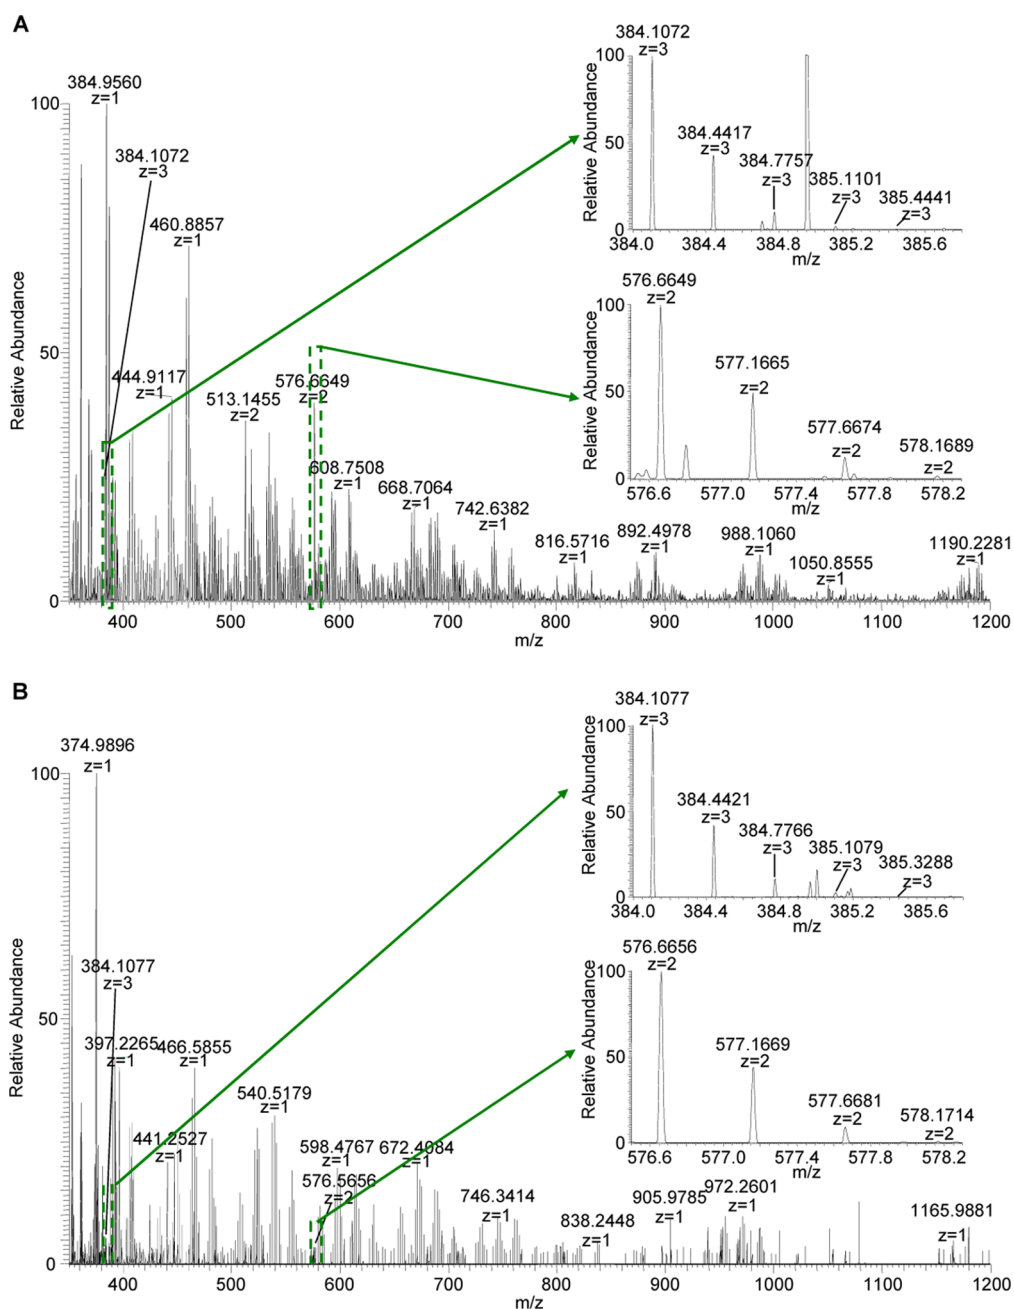 A
384.9560
z=1
100
384.1072
z=3
460.8857
z=1
50
444.9117
z=1
513.1455
z=2
576.6649
z=2
608.7508
z=1
668.7064
z=1
742.6382
z=1
816.5716
z=1
892.4978
z=1
988.1060
z=1
1050.8555
z=1
1190.2281
z=1
0
Relative Abundance
400 500 600 700 800 900 1000 1100 1200
m/z
384.1072
z=3
100
384.4417
z=3
50
384.7757
z=3
385.1101
z=3
385.4441
z=3
0
Relative Abundance
384.0 384.4 384.8 385.2 385.6
m/z
576.6649
z=2
100
577.1665
z=2
50
577.6674
z=2
578.1689
z=2
0
Relative Abundance
576.6 577.0 577.4 577.8 578.2
m/z
B
374.9896
z=1
100
384.1077
z=3
50
397.2265
z=1
466.5855
z=1
441.2527
z=1
540.5179
z=1
598.4767
z=1
576.5656
z=2
672.4084
z=1
746.3414
z=1
838.2448
z=1
905.9785
z=1
972.2601
z=1
1165.9881
z=1
0
Relative Abundance
400 500 600 700 800 900 1000 1100 1200
m/z
384.1077
z=3
100
384.4421
z=3
50
384.7766
z=3
385.1079
z=3
385.3288
z=3
0
Relative Abundance
384.0 384.4 384.8 385.2 385.6
m/z
576.6656
z=2
100
577.1669
z=2
50
577.6681
z=2
578.1714
z=2
0
Relative Abundance
576.6 577.0 577.4 577.8 578.2
m/z